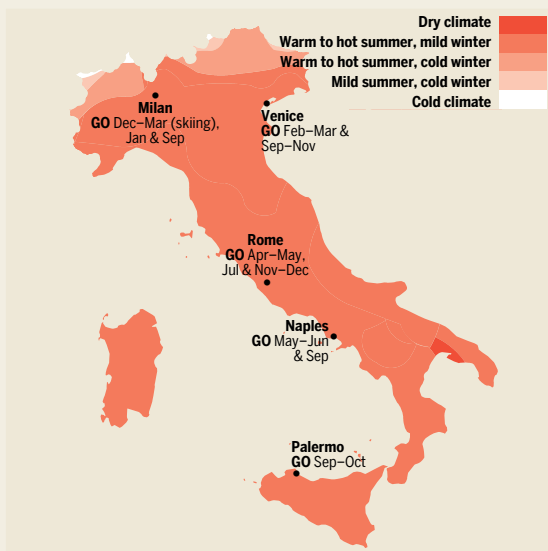 Dry climate
Warm to hot summer, mild winter
Warm to hot summer, cold winter
Mild summer, cold winter
Cold climate
Milan
GO Dec–Mar (skiing),
Jan & Sep
Venice
GO Feb–Mar &
Sep–Nov
Rome
GO Apr–May,
Jul & Nov–Dec
Naples
GO May–Jun
& Sep
Palermo
GO Sep–Oct